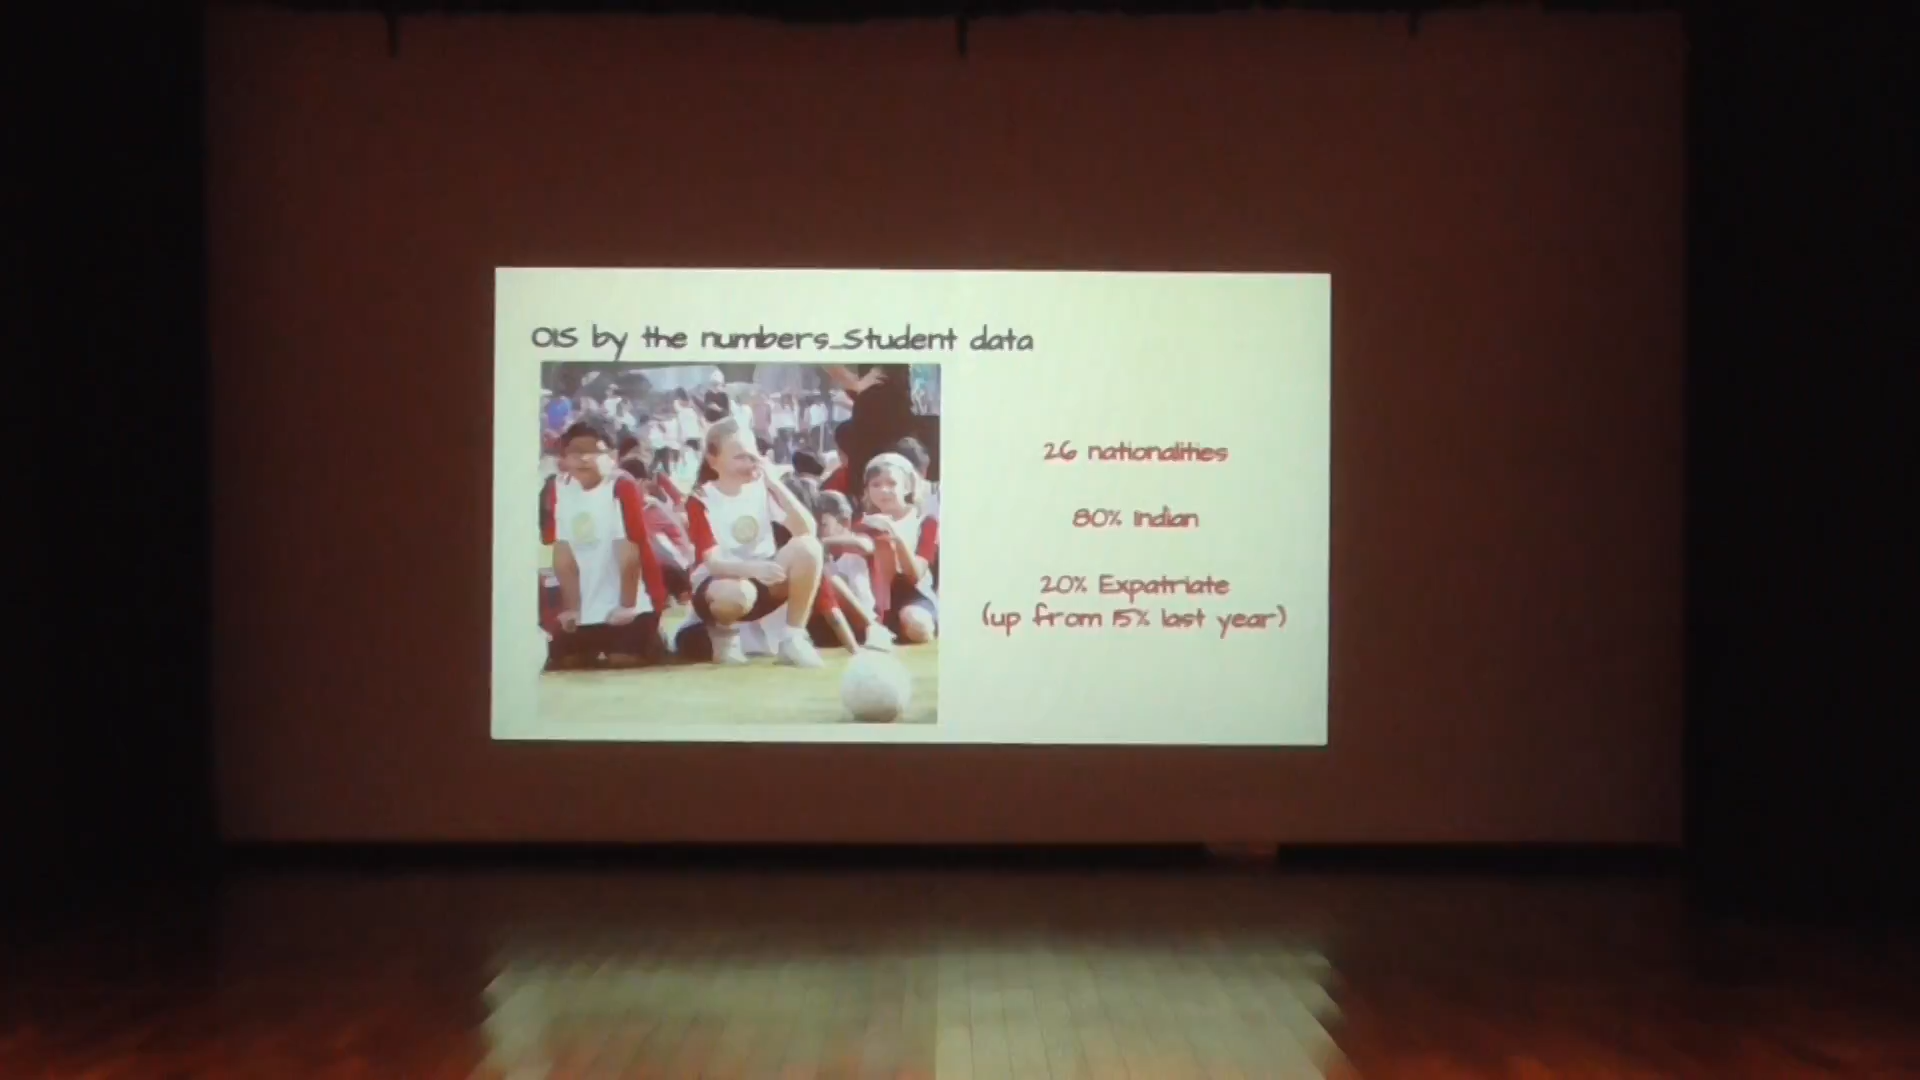 OIS by the numbers_Student data
26 nationalities
80% Indian
20% Expatriate
(up from 15% last year)